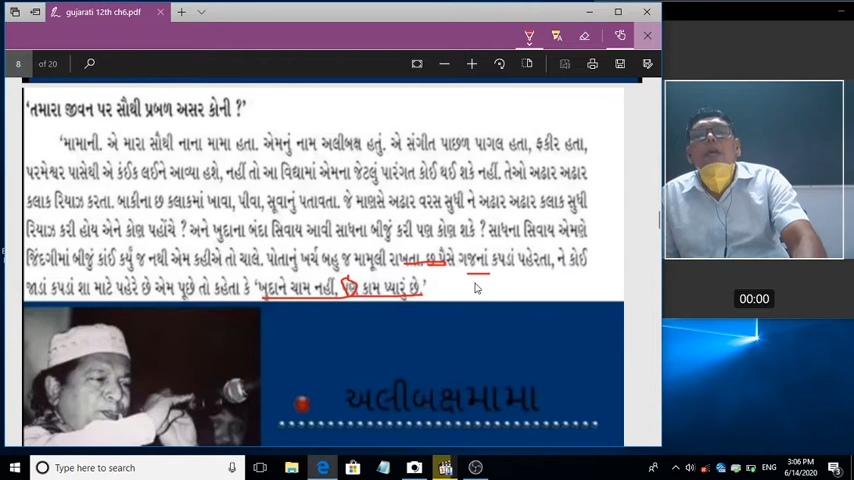 gujarati 12th ch6.pdf
8 of 20
'તમારા જીવન પર સૌથી પ્રબળ અસર કોની ?'
'મામાની. એ મારા સૌથી નાના મામા હતા. એમનું નામ અલીબક્ષ હતું. એ સંગીત પાછળ પાગલ હતા, ફકીર હતા,
પરમેશ્વર પાસેથી એ કંઈક લઈને આવ્યા હશે, નહીં તો આ વિદ્યામાં એમના જેટલું પારંગત કોઈ થઈ શકે નહીં. તેઓ અઢાર અઢાર
કલાક રિયાઝ કરતા. બાકીના છ કલાકમાં ખાવા, પીવા, સૂવાનું પતાવતા. જે માણસે અઢાર વરસ સુધી ને અઢાર અઢાર કલાક સુધી
રિયાઝ કરી હોય એને કોણ પહોંચે ? અને ખુદાના બંદા સિવાય આવી સાધના બીજું કરી પણ કોણ શકે ? સાધના સિવાય એમણે
જિંદગીમાં બીજું કાંઈ કર્યું જ નથી એમ કહીએ તો ચાલે. પોતાનું ખર્ચ બહુ જ મામૂલી રાખતા. છ પૈસે ગજનાં કપડાં પહેરતા, ને કોઈ
જાડાં કપડાં શા માટે પહેરે છે એમ પૂછે તો કહેતા કે 'ખુદાને ચામ નહીં, પણ કામ પ્યારું છે.'
અલીબક્ષમામા
00:00
Type here to search
ENG
3:06 PM
6/14/2020